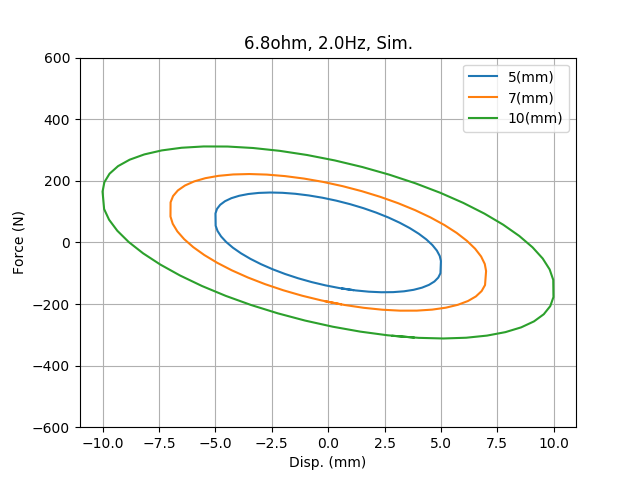 6.8ohm, 2.0Hz, Sim.
5(mm)
7(mm)
10(mm)
Force (N)
600
400
200
0
−200
−400
−600
−10.0 −7.5 −5.0 −2.5 0.0 2.5 5.0 7.5 10.0
Disp. (mm)